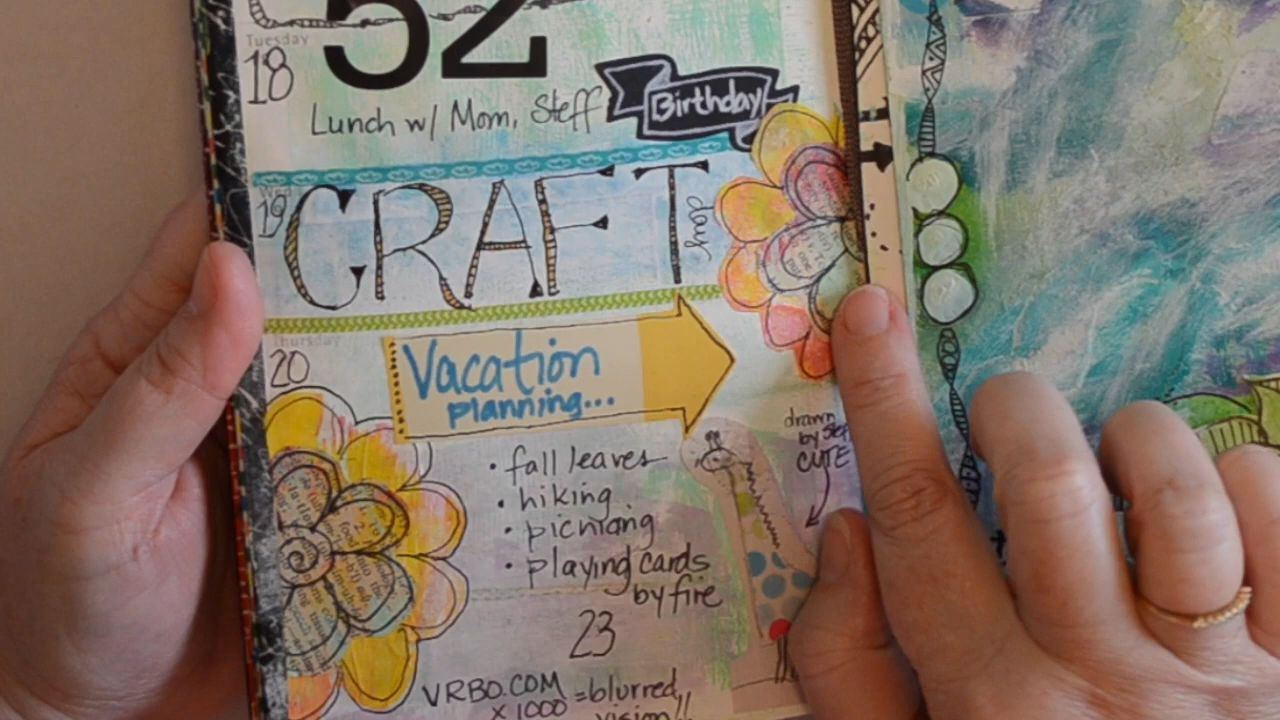 52
Tuesday
18
Lunch w/ Mom, Steff
Birthday
19
CRAFT
day
Thursday
20
Vacation
planning...
• fall leaves
• hiking
• picnicing
• playing cards
by fire
drawn
by Steff
CUTE
23
VRBO.COM
x 1000 = blurred
vision!!